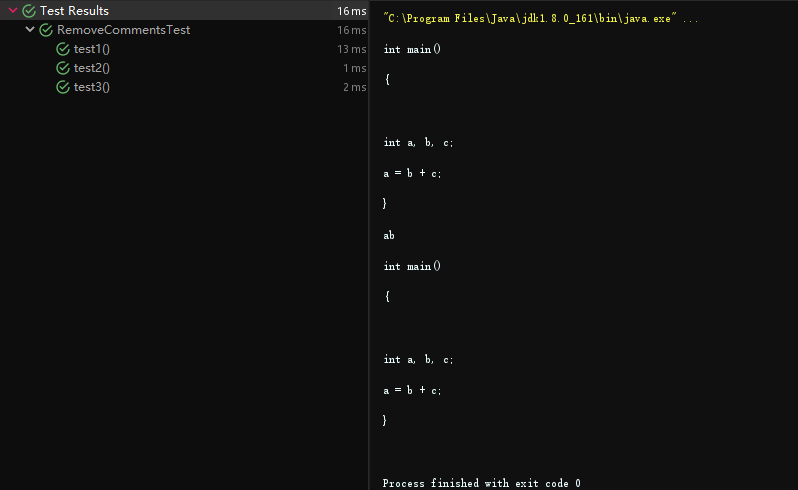 Test Results 16 ms
RemoveCommentsTest 16 ms
test1() 13 ms
test2() 1 ms
test3() 2 ms
"C:\Program Files\Java\jdk1.8.0_161\bin\java.exe" ...
int main()
{
int a, b, c;
a = b + c;
}
ab
int main()
{
int a, b, c;
a = b + c;
}
Process finished with exit code 0